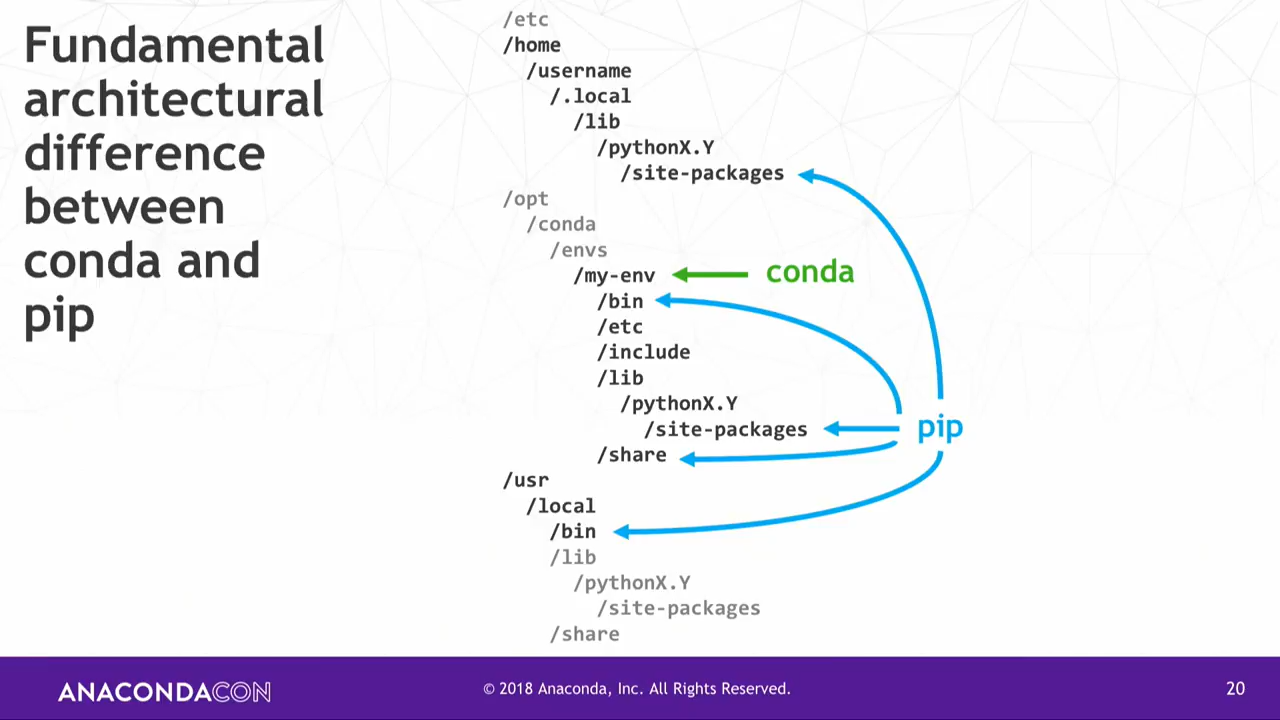 Fundamental
architectural
difference
between
conda and
pip
/etc
/home
/username
/.local
/lib
/pythonX.Y
/site-packages
/opt
/conda
/envs
/my-env
conda
/bin
/etc
/include
/lib
/pythonX.Y
/site-packages
pip
/share
/usr
/local
/bin
/lib
/pythonX.Y
/site-packages
/share
ANACONDACON
© 2018 Anaconda, Inc. All Rights Reserved.
20